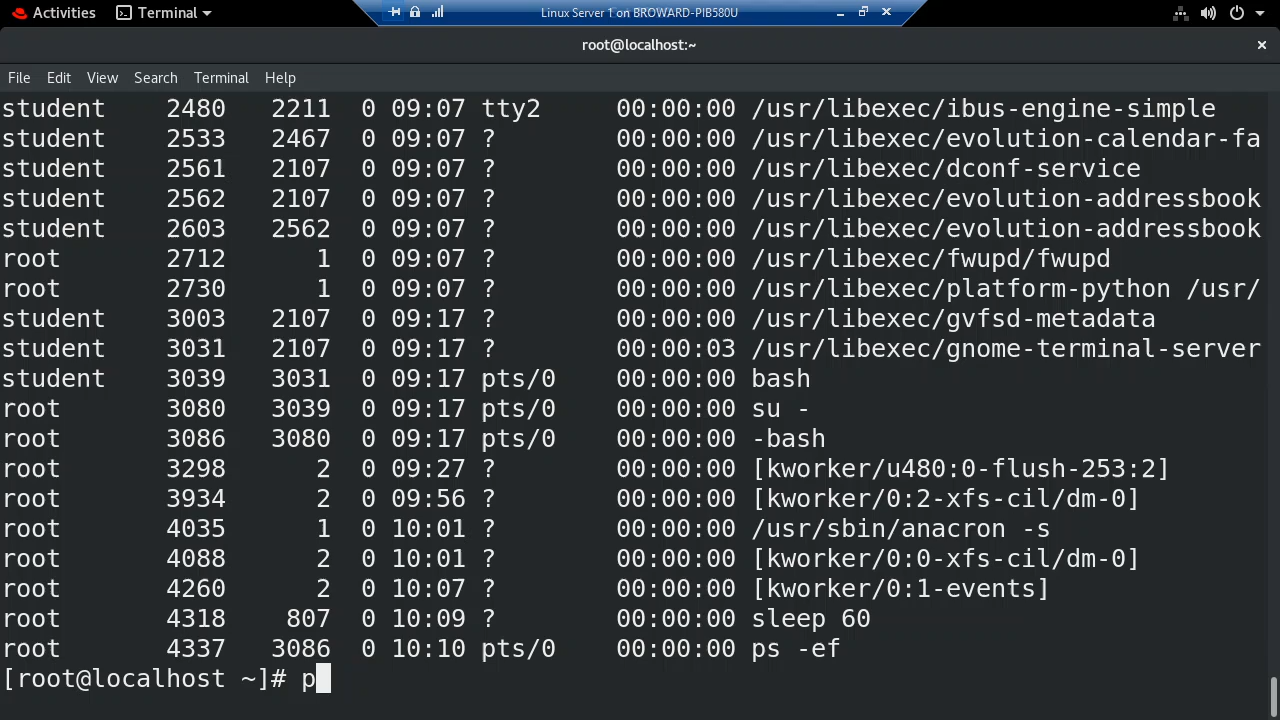 Activities Terminal Linux Server 1 on BROWARD-PIB580U
root@localhost:~
File Edit View Search Terminal Help
student 2480 2211 0 09:07 tty2 00:00:00 /usr/libexec/ibus-engine-simple
student 2533 2467 0 09:07 ? 00:00:00 /usr/libexec/evolution-calendar-fa
student 2561 2107 0 09:07 ? 00:00:00 /usr/libexec/dconf-service
student 2562 2107 0 09:07 ? 00:00:00 /usr/libexec/evolution-addressbook
student 2603 2562 0 09:07 ? 00:00:00 /usr/libexec/evolution-addressbook
root 2712 1 0 09:07 ? 00:00:00 /usr/libexec/fwupd/fwupd
root 2730 1 0 09:07 ? 00:00:00 /usr/libexec/platform-python /usr/
student 3003 2107 0 09:17 ? 00:00:00 /usr/libexec/gvfsd-metadata
student 3031 2107 0 09:17 ? 00:00:03 /usr/libexec/gnome-terminal-server
student 3039 3031 0 09:17 pts/0 00:00:00 bash
root 3080 3039 0 09:17 pts/0 00:00:00 su -
root 3086 3080 0 09:17 pts/0 00:00:00 -bash
root 3298 2 0 09:27 ? 00:00:00 [kworker/u480:0-flush-253:2]
root 3934 2 0 09:56 ? 00:00:00 [kworker/0:2-xfs-cil/dm-0]
root 4035 1 0 10:01 ? 00:00:00 /usr/sbin/anacron -s
root 4088 2 0 10:01 ? 00:00:00 [kworker/0:0-xfs-cil/dm-0]
root 4260 2 0 10:07 ? 00:00:00 [kworker/0:1-events]
root 4318 807 0 10:09 ? 00:00:00 sleep 60
root 4337 3086 0 10:10 pts/0 00:00:00 ps -ef
[root@localhost ~]# p